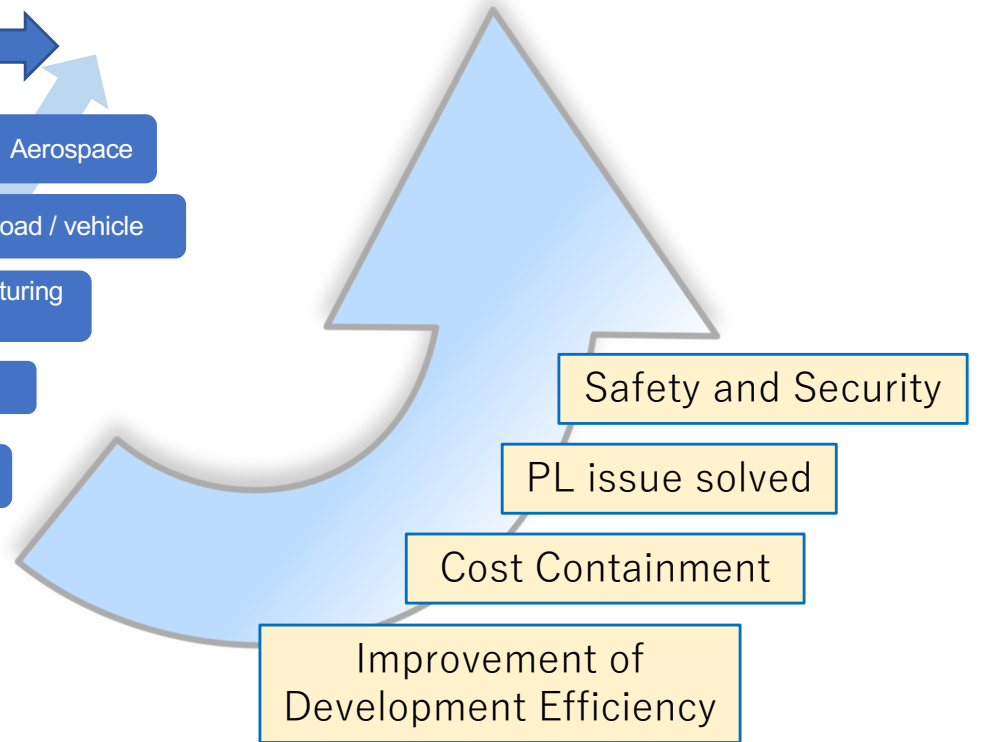 Aerospace
oad / vehicle
turing
Safety and Security
PL issue solved
Cost Containment
Improvement of
Development Efficiency